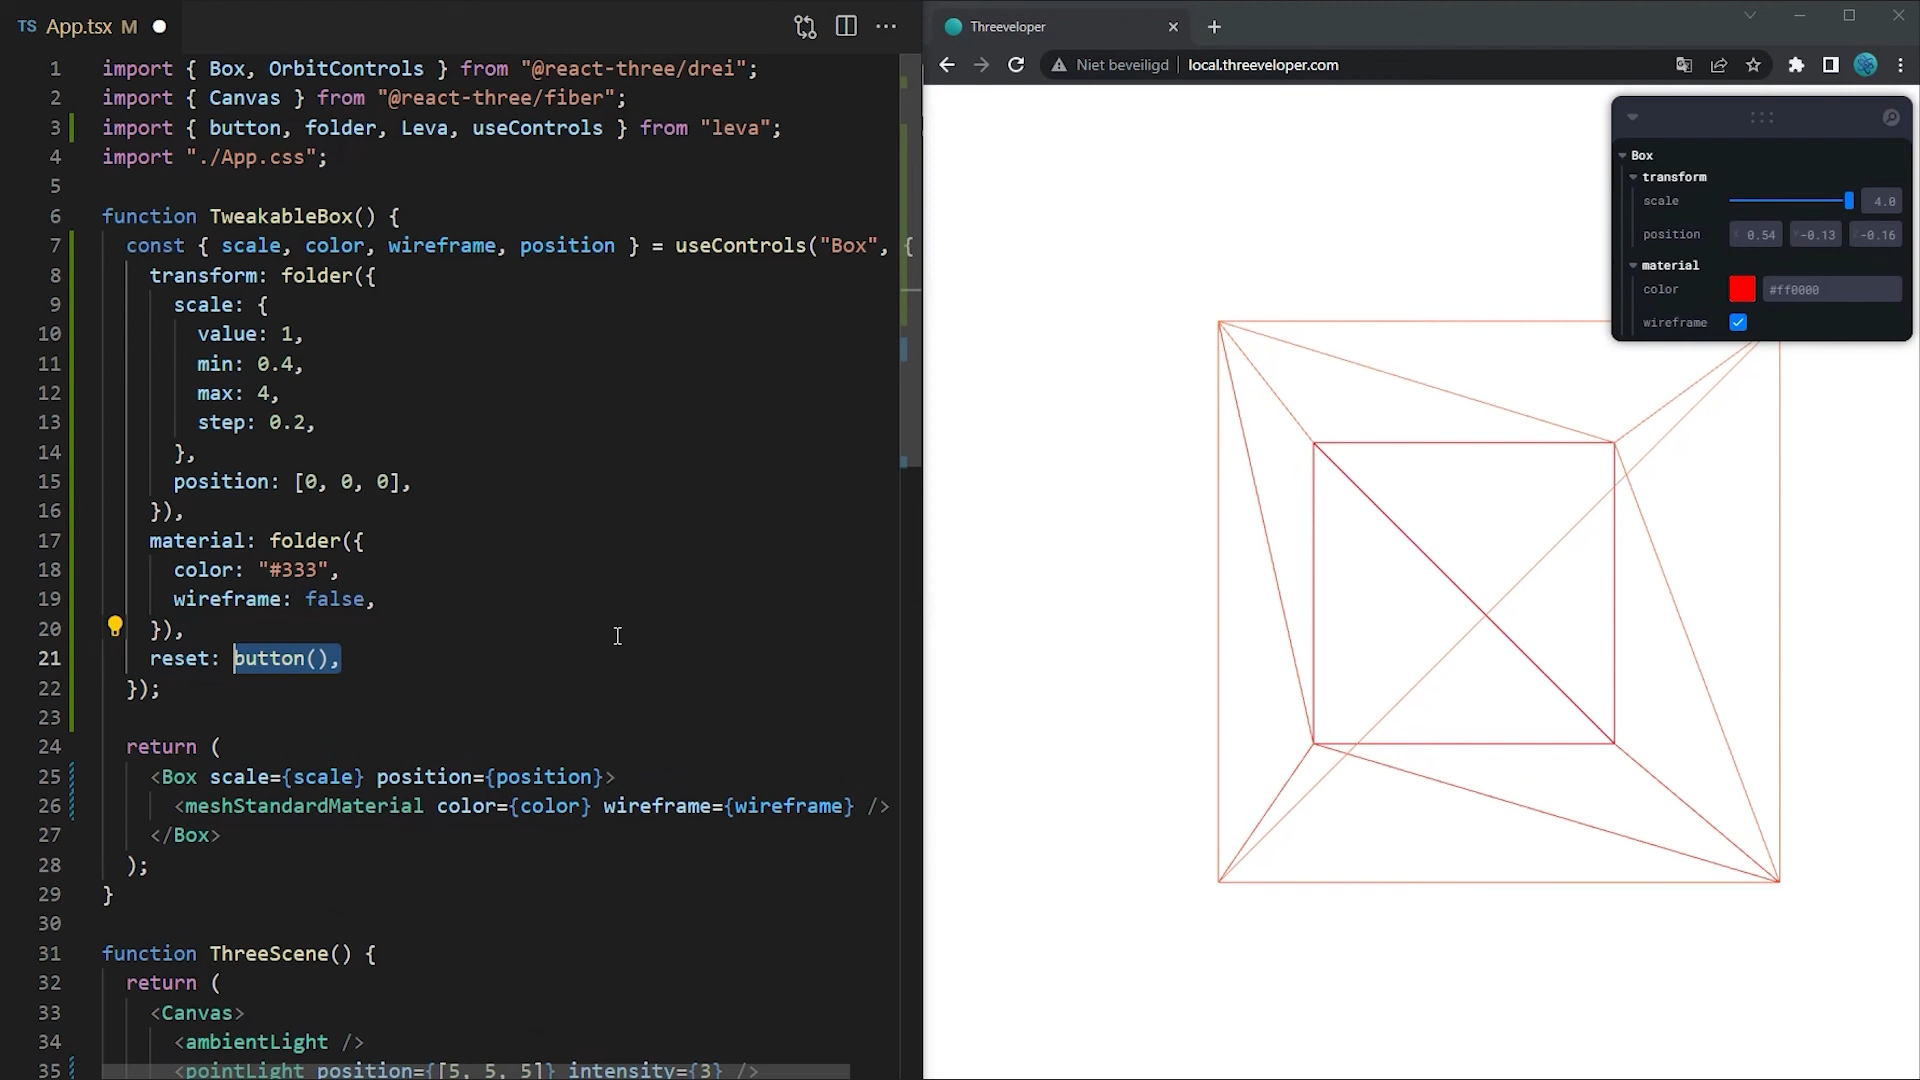 TS App.tsx M
1 import { Box, OrbitControls } from "@react-three/drei";
2 import { Canvas } from "@react-three/fiber";
3 import { button, folder, Leva, useControls } from "leva";
4 import "./App.css";
5
6 function TweakableBox() {
7 const { scale, color, wireframe, position } = useControls("Box", {
8 transform: folder({
9 scale: {
10 value: 1,
11 min: 0.4,
12 max: 4,
13 step: 0.2,
14 },
15 position: [0, 0, 0],
16 }),
17 material: folder({
18 color: "#333",
19 wireframe: false,
20 }),
21 reset: button(),
22 });
23
24 return (
25 <Box scale={scale} position={position}>
26 <meshStandardMaterial color={color} wireframe={wireframe} />
27 </Box>
28 );
29 }
30
31 function ThreeScene() {
32 return (
33 <Canvas>
34 <ambientLight />
35 <pointLight position={[5, 5, 5]} intensity={3} />
Threeveloper
Niet beveiligd local.threeveloper.com
Box
transform
scale 4.0
position 0.54 -0.13 -0.16
material
color #ff0000
wireframe